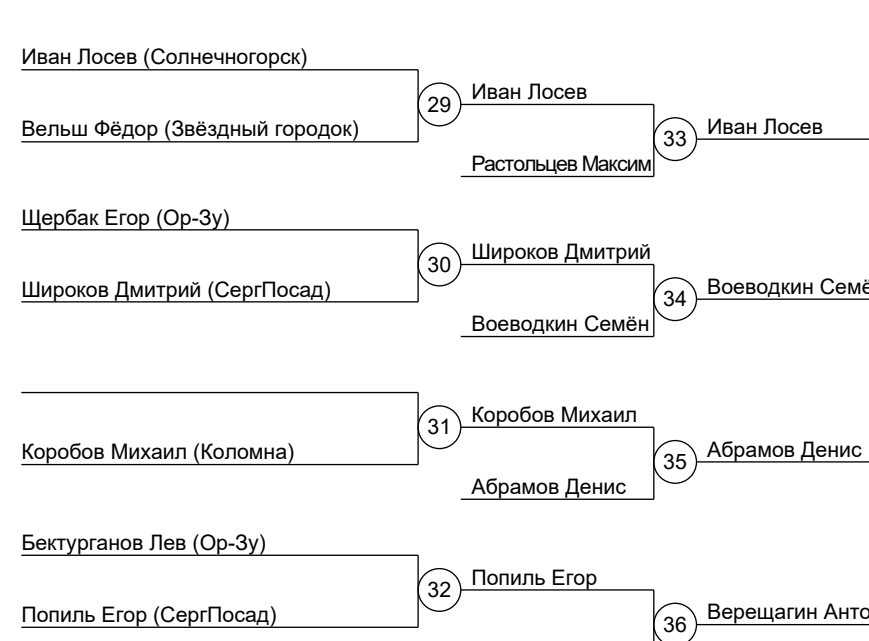 Иван Лосев (Солнечногорск)
29
Иван Лосев
Вельш Фёдор (Звёздный городок)
33
Иван Лосев
Растольцев Максим
Щербак Егор (Ор-Зу)
30
Широков Дмитрий
Широков Дмитрий (СергПосад)
34
Воеводкин Семё
Воеводкин Семён
31
Коробов Михаил
Коробов Михаил (Коломна)
35
Абрамов Денис
Абрамов Денис
Бектурганов Лев (Ор-Зу)
32
Попиль Егор
Попиль Егор (СергПосад)
36
Верещагин Анто